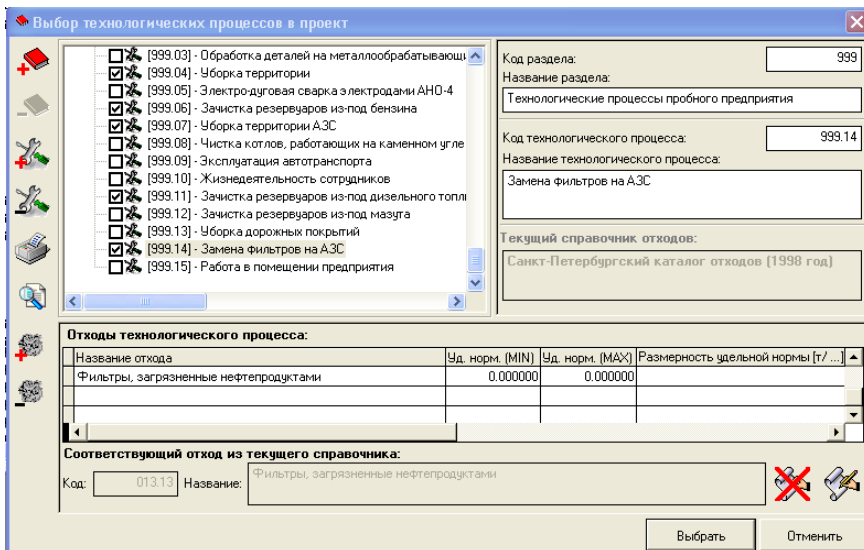 Выбор технологических процессов в проект
[999.03] - Обработка деталей на металлообрабатывающи
[999.04] - Уборка территории
[999.05] - Электро-дуговая сварка электродами АНО-4
[999.06] - Зачистка резервуаров из-под бензина
[999.07] - Уборка территории АЗС
[999.08] - Чистка котлов, работающих на каменном угле
[999.09] - Эксплуатация автотранспорта
[999.10] - Жизнедеятельность сотрудников
[999.11] - Зачистка резервуаров из-под дизельного топли
[999.12] - Зачистка резервуаров из-под мазута
[999.13] - Уборка дорожных покрытий
[999.14] - Замена фильтров на АЗС
[999.15] - Работа в помещении предприятия
Код раздела: 999
Название раздела:
Технологические процессы пробного предприятия
Код технологического процесса: 999.14
Название технологического процесса:
Замена фильтров на АЗС
Текущий справочник отходов:
Санкт-Петербургский каталог отходов (1998 год)
Отходы технологического процесса:
Название отхода Уд. норм. (MIN) Уд. норм. (MAX) Размерность удельной нормы [т/ ...]
Фильтры, загрязненные нефтепродуктами 0.000000 0.000000
Соответствующий отход из текущего справочника:
Код: 013.13 Название: Фильтры, загрязненные нефтепродуктами
Выбрать Отменить